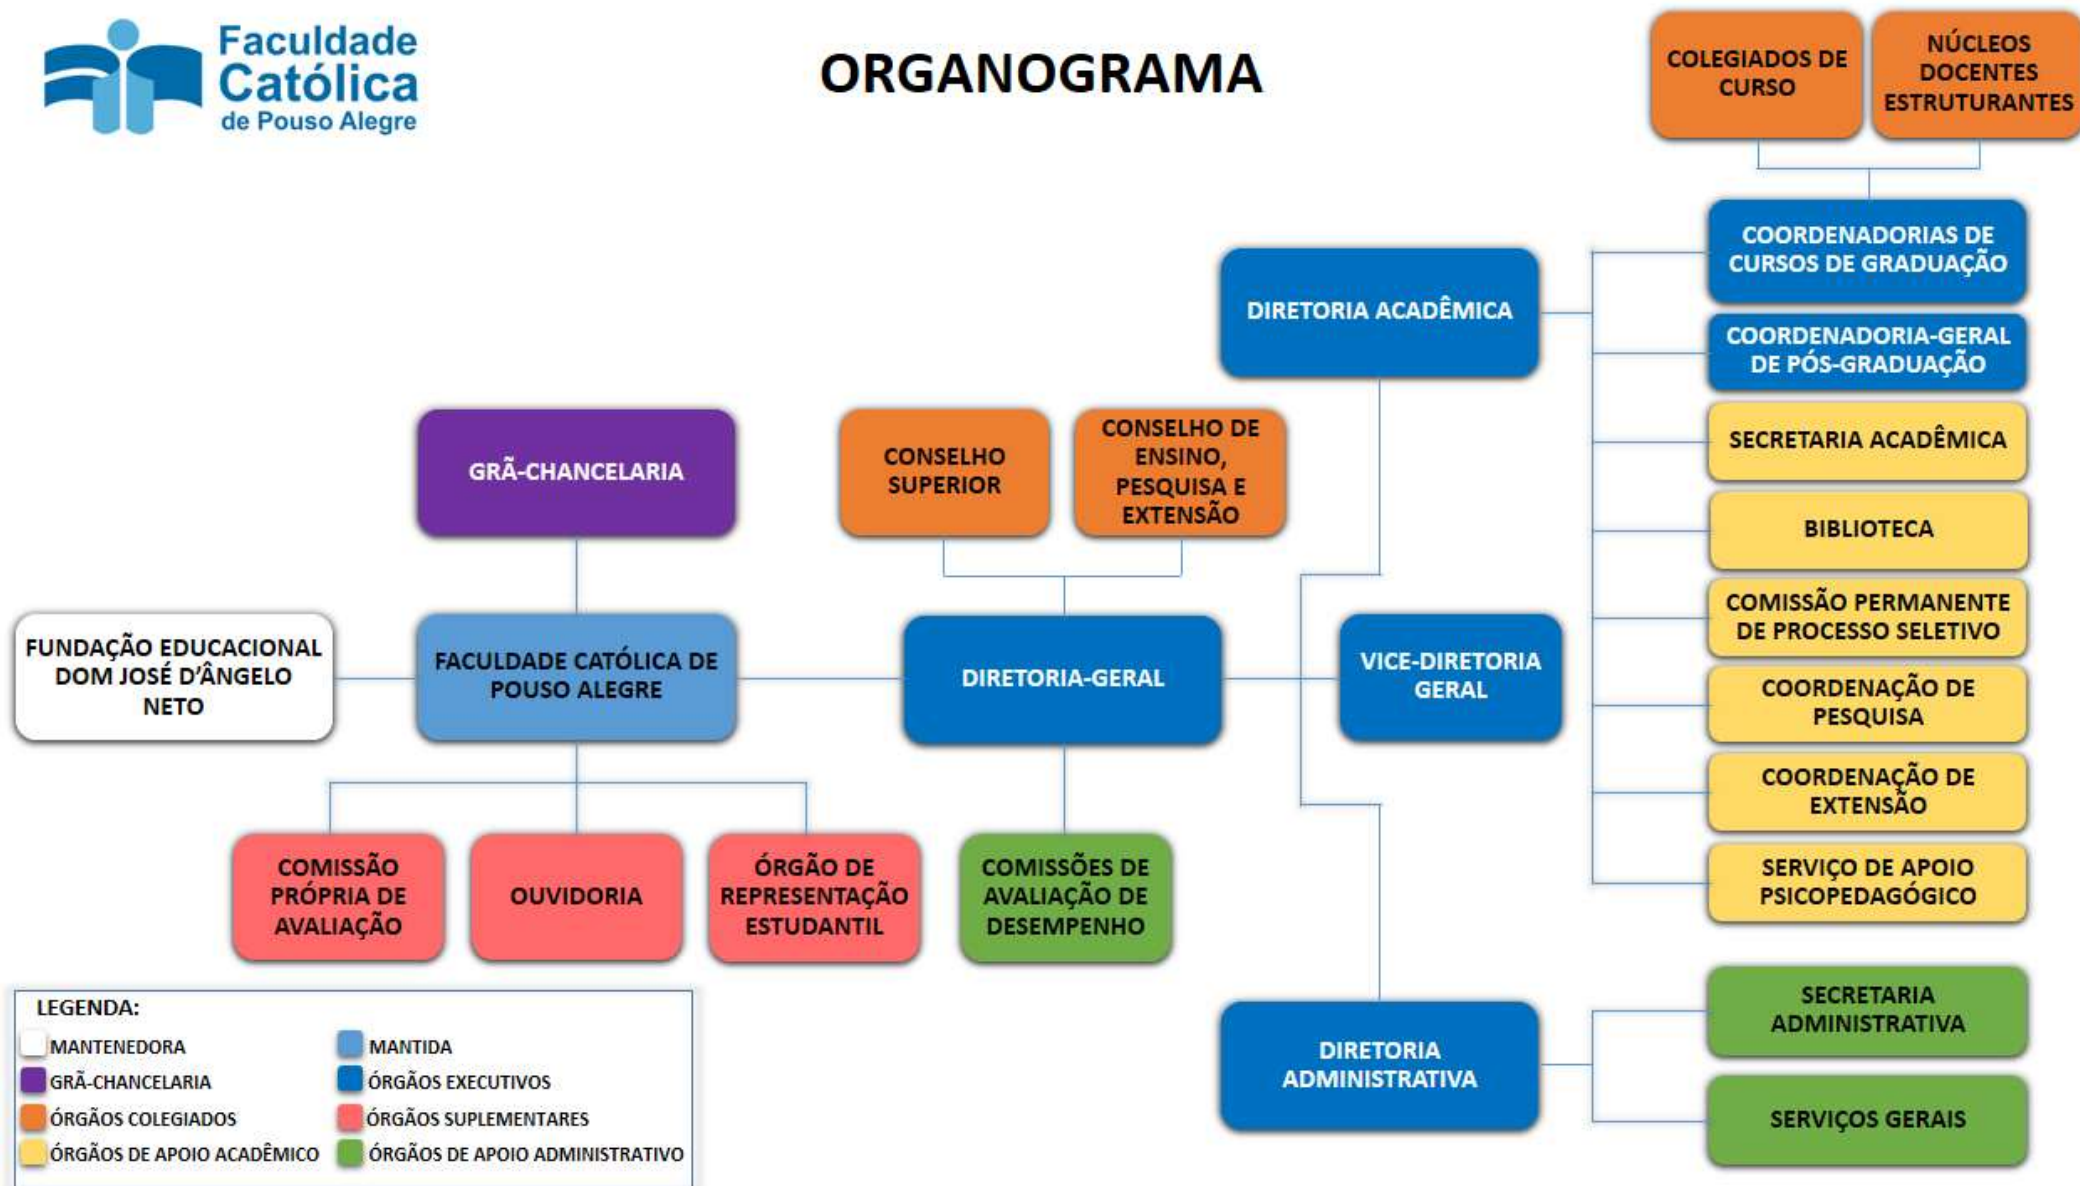 Faculdade
Católica
de Pouso Alegre
ORGANOGRAMA
COLEGIADOS DE
CURSO
NÚCLEOS
DOCENTES
ESTRUTURANTES
COORDENADORIAS DE
CURSOS DE GRADUAÇÃO
DIRETORIA ACADÊMICA
COORDENADORIA-GERAL
DE PÓS-GRADUAÇÃO
SECRETARIA ACADÊMICA
BIBLIOTECA
COMISSÃO PERMANENTE
DE PROCESSO SELETIVO
COORDENAÇÃO DE
PESQUISA
COORDENAÇÃO DE
EXTENSÃO
SERVIÇO DE APOIO
PSICOPEDAGÓGICO
GRÃ-CHANCELARIA
CONSELHO
SUPERIOR
CONSELHO DE
ENSINO,
PESQUISA E
EXTENSÃO
FUNDAÇÃO EDUCACIONAL
DOM JOSÉ D’ÂNGELO
NETO
FACULDADE CATÓLICA DE
POUSO ALEGRE
DIRETORIA-GERAL
VICE-DIRETORIA
GERAL
COMISSÃO
PRÓPRIA DE
AVALIAÇÃO
OUVIDORIA
ÓRGÃO DE
REPRESENTAÇÃO
ESTUDANTIL
COMISSÕES DE
AVALIAÇÃO DE
DESEMPENHO
DIRETORIA
ADMINISTRATIVA
SECRETARIA
ADMINISTRATIVA
SERVIÇOS GERAIS
LEGENDA:
MANTENEDORA
MANTIDA
GRÃ-CHANCELARIA
ÓRGÃOS EXECUTIVOS
ÓRGÃOS COLEGIADOS
ÓRGÃOS SUPLEMENTARES
ÓRGÃOS DE APOIO ACADÊMICO
ÓRGÃOS DE APOIO ADMINISTRATIVO